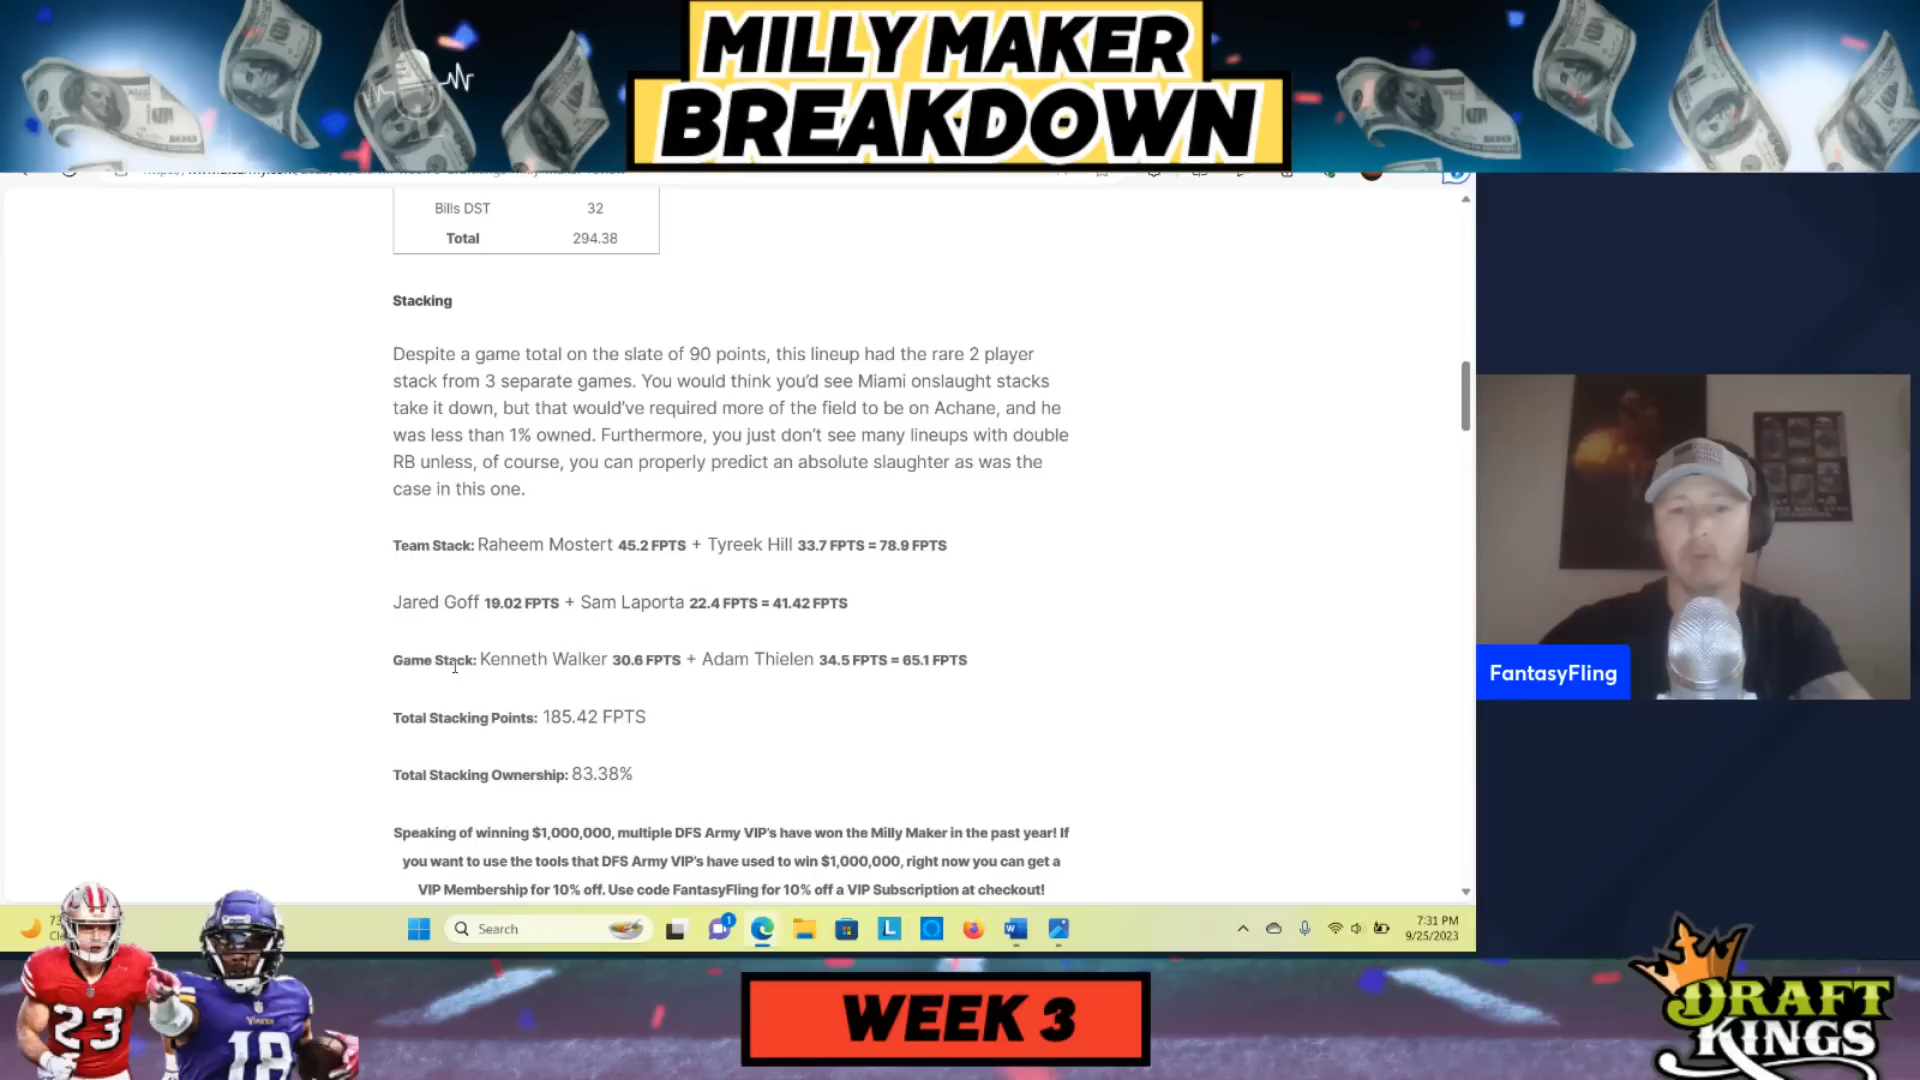 MILLY MAKER
BREAKDOWN
Bills DST 32
Total 294.38
Stacking
Despite a game total on the slate of 90 points, this lineup had the rare 2 player
stack from 3 separate games. You would think you'd see Miami onslaught stacks
take it down, but that would've required more of the field to be on Achane, and he
was less than 1% owned. Furthermore, you just don't see many lineups with double
RB unless, of course, you can properly predict an absolute slaughter as was the
case in this one.
Team Stack: Raheem Mostert 45.2 FPTS + Tyreek Hill 33.7 FPTS = 78.9 FPTS
Jared Goff 19.02 FPTS + Sam Laporta 22.4 FPTS = 41.42 FPTS
Game Stack: Kenneth Walker 30.6 FPTS + Adam Thielen 34.5 FPTS = 65.1 FPTS
FantasyFling
Total Stacking Points: 185.42 FPTS
Total Stacking Ownership: 83.38%
Speaking of winning $1,000,000, multiple DFS Army VIP's have won the Milly Maker in the past year! If
you want to use the tools that DFS Army VIP's have used to win $1,000,000, right now you can get a
VIP Membership for 10% off. Use code FantasyFling for 10% off a VIP Subscription at checkout!
Search
1
L
W
7:31 PM
9/25/2023
23
VIKINGS
18
WEEK 3
DRAFT
KINGS